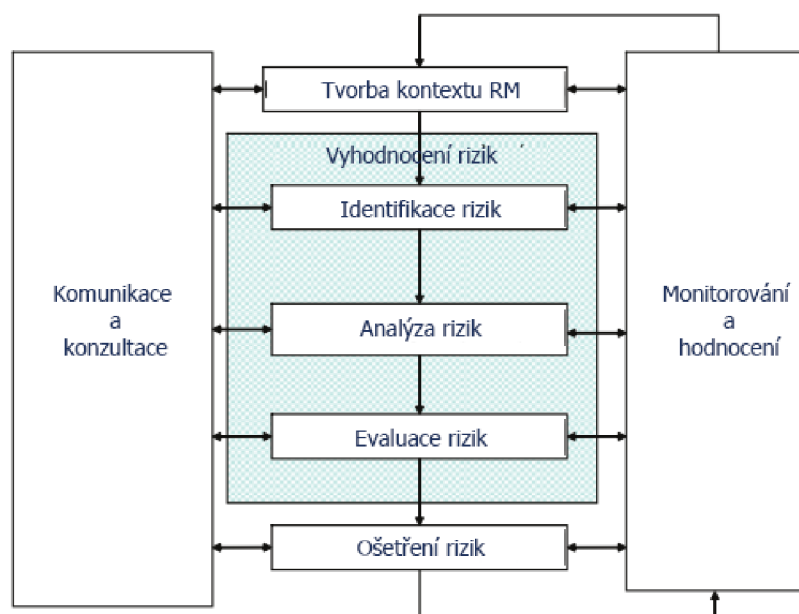 Tvorba kontextu RM
Vyhodnocení rizik
Identifikace rizik
Komunikace
a
konzultace
Analýza rizik
Monitorování
a
hodnocení
Evaluace rizik
Ošetření rizik